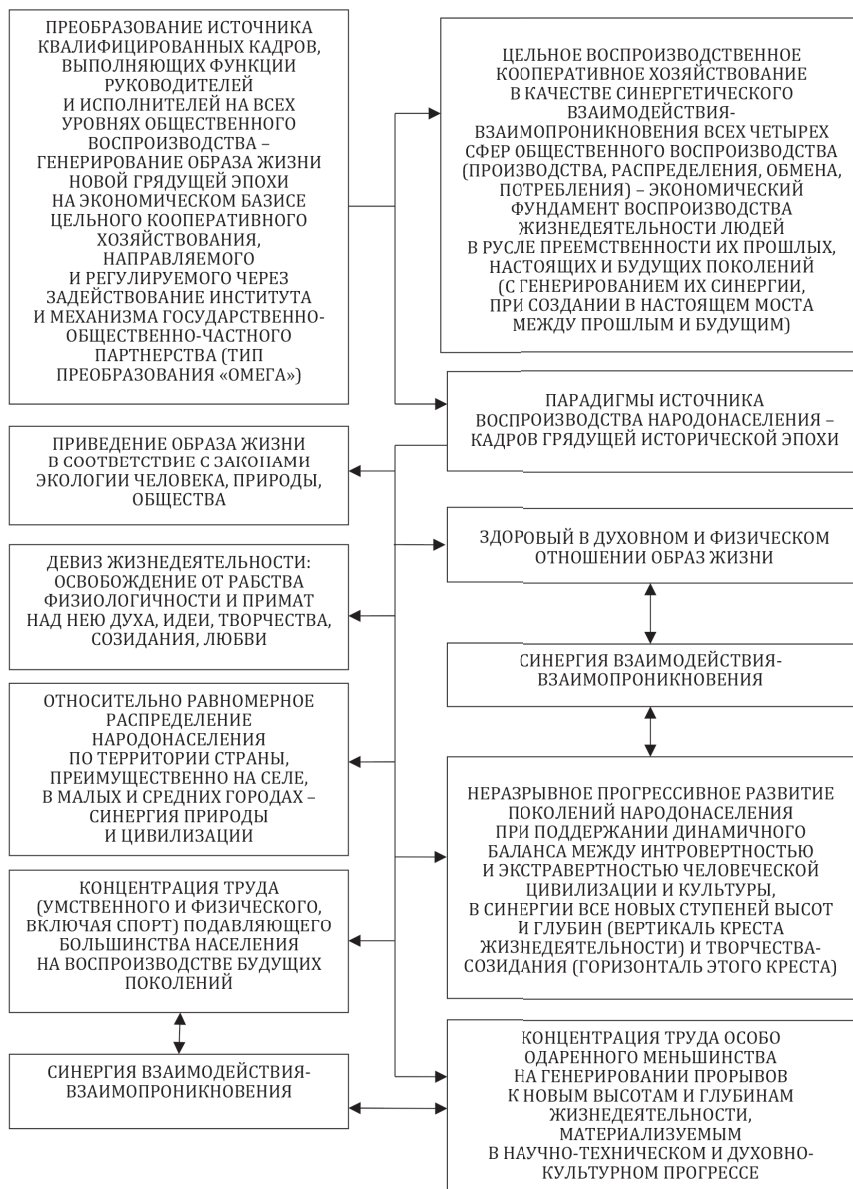 ПРЕОБРАЗОВАНИЕ ИСТОЧНИКА
КВАЛИФИЦИРОВАННЫХ КАДРОВ,
ВЫПОЛНЯЮЩИХ ФУНКЦИИ
РУКОВОДИТЕЛЕЙ
И ИСПОЛНИТЕЛЕЙ НА ВСЕХ
УРОВНЯХ ОБЩЕСТВЕННОГО
ВОСПРОИЗВОДСТВА –
ГЕНЕРИРОВАНИЕ ОБРАЗА ЖИЗНИ
НОВОЙ ГРЯДУЩЕЙ ЭПОХИ
НА ЭКОНОМИЧЕСКОМ БАЗИСЕ
ЦЕЛЬНОГО КООПЕРАТИВНОГО
ХОЗЯЙСТВОВАНИЯ,
НАПРАВЛЯЕМОГО
И РЕГУЛИРУЕМОГО ЧЕРЕЗ
ЗАДЕЙСТВОВАНИЕ ИНСТИТУТА
И МЕХАНИЗМА ГОСУДАРСТВЕННО-
ОБЩЕСТВЕННО-ЧАСТНОГО
ПАРТНЕРСТВА (ТИП
ПРЕОБРАЗОВАНИЯ «ОМЕГА»)
ЦЕЛЬНОЕ ВОСПРОИЗВОДСТВЕННОЕ
КООПЕРАТИВНОЕ ХОЗЯЙСТВОВАНИЕ
В КАЧЕСТВЕ СИНЕРГЕТИЧЕСКОГО
ВЗАИМОДЕЙСТВИЯ-
ВЗАИМОПРОНИКНОВЕНИЯ ВСЕХ ЧЕТЫРЕХ
СФЕР ОБЩЕСТВЕННОГО ВОСПРОИЗВОДСТВА
(ПРОИЗВОДСТВА, РАСПРЕДЕЛЕНИЯ, ОБМЕНА,
ПОТРЕБЛЕНИЯ) – ЭКОНОМИЧЕСКИЙ
ФУНДАМЕНТ ВОСПРОИЗВОДСТВА
ЖИЗНЕДЕЯТЕЛЬНОСТИ ЛЮДЕЙ
В РУСЛЕ ПРЕЕМСТВЕННОСТИ ИХ ПРОШЛЫХ,
НАСТОЯЩИХ И БУДУЩИХ ПОКОЛЕНИЙ
(С ГЕНЕРИРОВАНИЕМ ИХ СИНЕРГИИ,
ПРИ СОЗДАНИИ В НАСТОЯЩЕМ МОСТА
МЕЖДУ ПРОШЛЫМ И БУДУЩИМ)
ПАРАДИГМЫ ИСТОЧНИКА
ВОСПРОИЗВОДСТВА НАРОДОНАСЕЛЕНИЯ –
КАДРОВ ГРЯДУЩЕЙ ИСТОРИЧЕСКОЙ ЭПОХИ
ПРИВЕДЕНИЕ ОБРАЗА ЖИЗНИ
В СООТВЕТСТВИЕ С ЗАКОНАМИ
ЭКОЛОГИИ ЧЕЛОВЕКА, ПРИРОДЫ,
ОБЩЕСТВА
ЗДОРОВЫЙ В ДУХОВНОМ И ФИЗИЧЕСКОМ
ОТНОШЕНИИ ОБРАЗ ЖИЗНИ
ДЕВИЗ ЖИЗНЕДЕЯТЕЛЬНОСТИ:
ОСВОБОЖДЕНИЕ ОТ РАБСТВА
ФИЗИОЛОГИЧНОСТИ И ПРИМАТ
НАД НЕЮ ДУХА, ИДЕИ, ТВОРЧЕСТВА,
СОЗИДАНИЯ, ЛЮБВИ
СИНЕРГИЯ ВЗАИМОДЕЙСТВИЯ-
ВЗАИМОПРОНИКНОВЕНИЯ
ОТНОСИТЕЛЬНО РАВНОМЕРНОЕ
РАСПРЕДЕЛЕНИЕ
НАРОДОНАСЕЛЕНИЯ
ПО ТЕРРИТОРИИ СТРАНЫ,
ПРЕИМУЩЕСТВЕННО НА СЕЛЕ,
В МАЛЫХ И СРЕДНИХ ГОРОДАХ –
СИНЕРГИЯ ПРИРОДЫ
И ЦИВИЛИЗАЦИИ
НЕРАЗРЫВНОЕ ПРОГРЕССИВНОЕ РАЗВИТИЕ
ПОКОЛЕНИЙ НАРОДОНАСЕЛЕНИЯ
ПРИ ПОДДЕРЖАНИИ ДИНАМИЧНОГО
БАЛАНСА МЕЖДУ ИНТРОВЕРТНОСТЬЮ
И ЭКСТРАВЕРТНОСТЬЮ ЧЕЛОВЕЧЕСКОЙ
ЦИВИЛИЗАЦИИ И КУЛЬТУРЫ,
В СИНЕРГИИ ВСЕ НОВЫХ СТУПЕНЕЙ ВЫСОТ
И ГЛУБИН (ВЕРТИКАЛЬ КРЕСТА
ЖИЗНЕДЕЯТЕЛЬНОСТИ) И ТВОРЧЕСТВА-
СОЗИДАНИЯ (ГОРИЗОНТАЛЬ ЭТОГО КРЕСТА)
КОНЦЕНТРАЦИЯ ТРУДА
(УМСТВЕННОГО И ФИЗИЧЕСКОГО,
ВКЛЮЧАЯ СПОРТ) ПОДАВЛЯЮЩЕГО
БОЛЬШИНСТВА НАСЕЛЕНИЯ
НА ВОСПРОИЗВОДСТВЕ БУДУЩИХ
ПОКОЛЕНИЙ
СИНЕРГИЯ ВЗАИМОДЕЙСТВИЯ-
ВЗАИМОПРОНИКНОВЕНИЯ
КОНЦЕНТРАЦИЯ ТРУДА ОСОБО
ОДАРЕННОГО МЕНЬШИНСТВА
НА ГЕНЕРИРОВАНИИ ПРОРЫВОВ
К НОВЫМ ВЫСОТАМ И ГЛУБИНАМ
ЖИЗНЕДЕЯТЕЛЬНОСТИ,
МАТЕРИАЛИЗУЕМЫМ
В НАУЧНО-ТЕХНИЧЕСКОМ И ДУХОВНО-
КУЛЬТУРНОМ ПРОГРЕССЕ